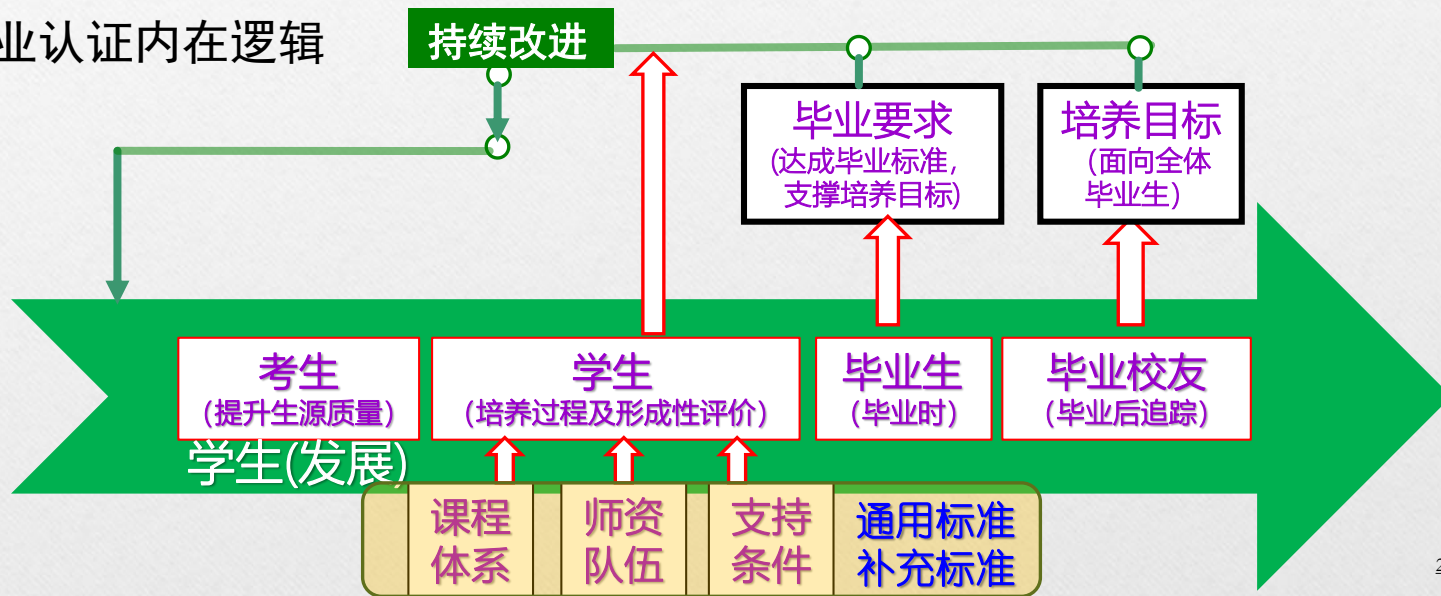 业认证内在逻辑
持续改进
毕业要求
(达成毕业标准,
支撑培养目标)
培养目标
（面向全体
毕业生）
考生
（提升生源质量）
学生
（培养过程及形成性评价）
毕业生
（毕业时）
毕业校友
（毕业后追踪）
学生(发展)
课程
体系
师资
队伍
支持
条件
通用标准
补充标准
2